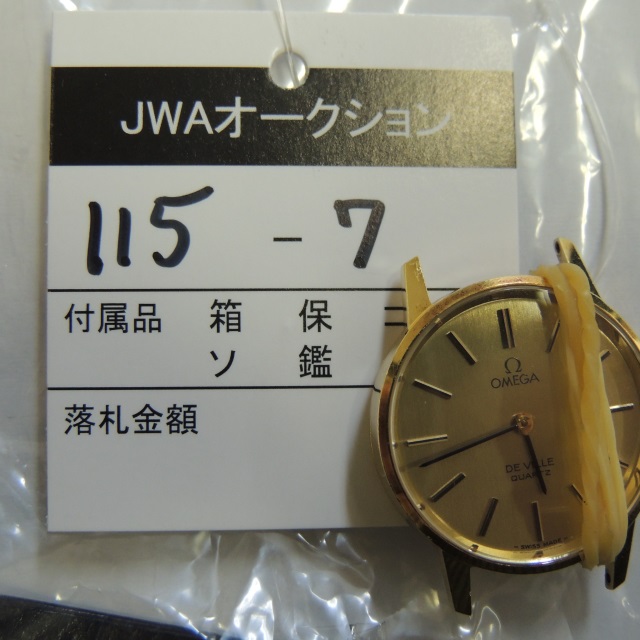 JWAオークション
115 - 7
付属品 箱 保
ソ 鑑
落札金額
Ω
OMEGA
DE VILLE
QUARTZ